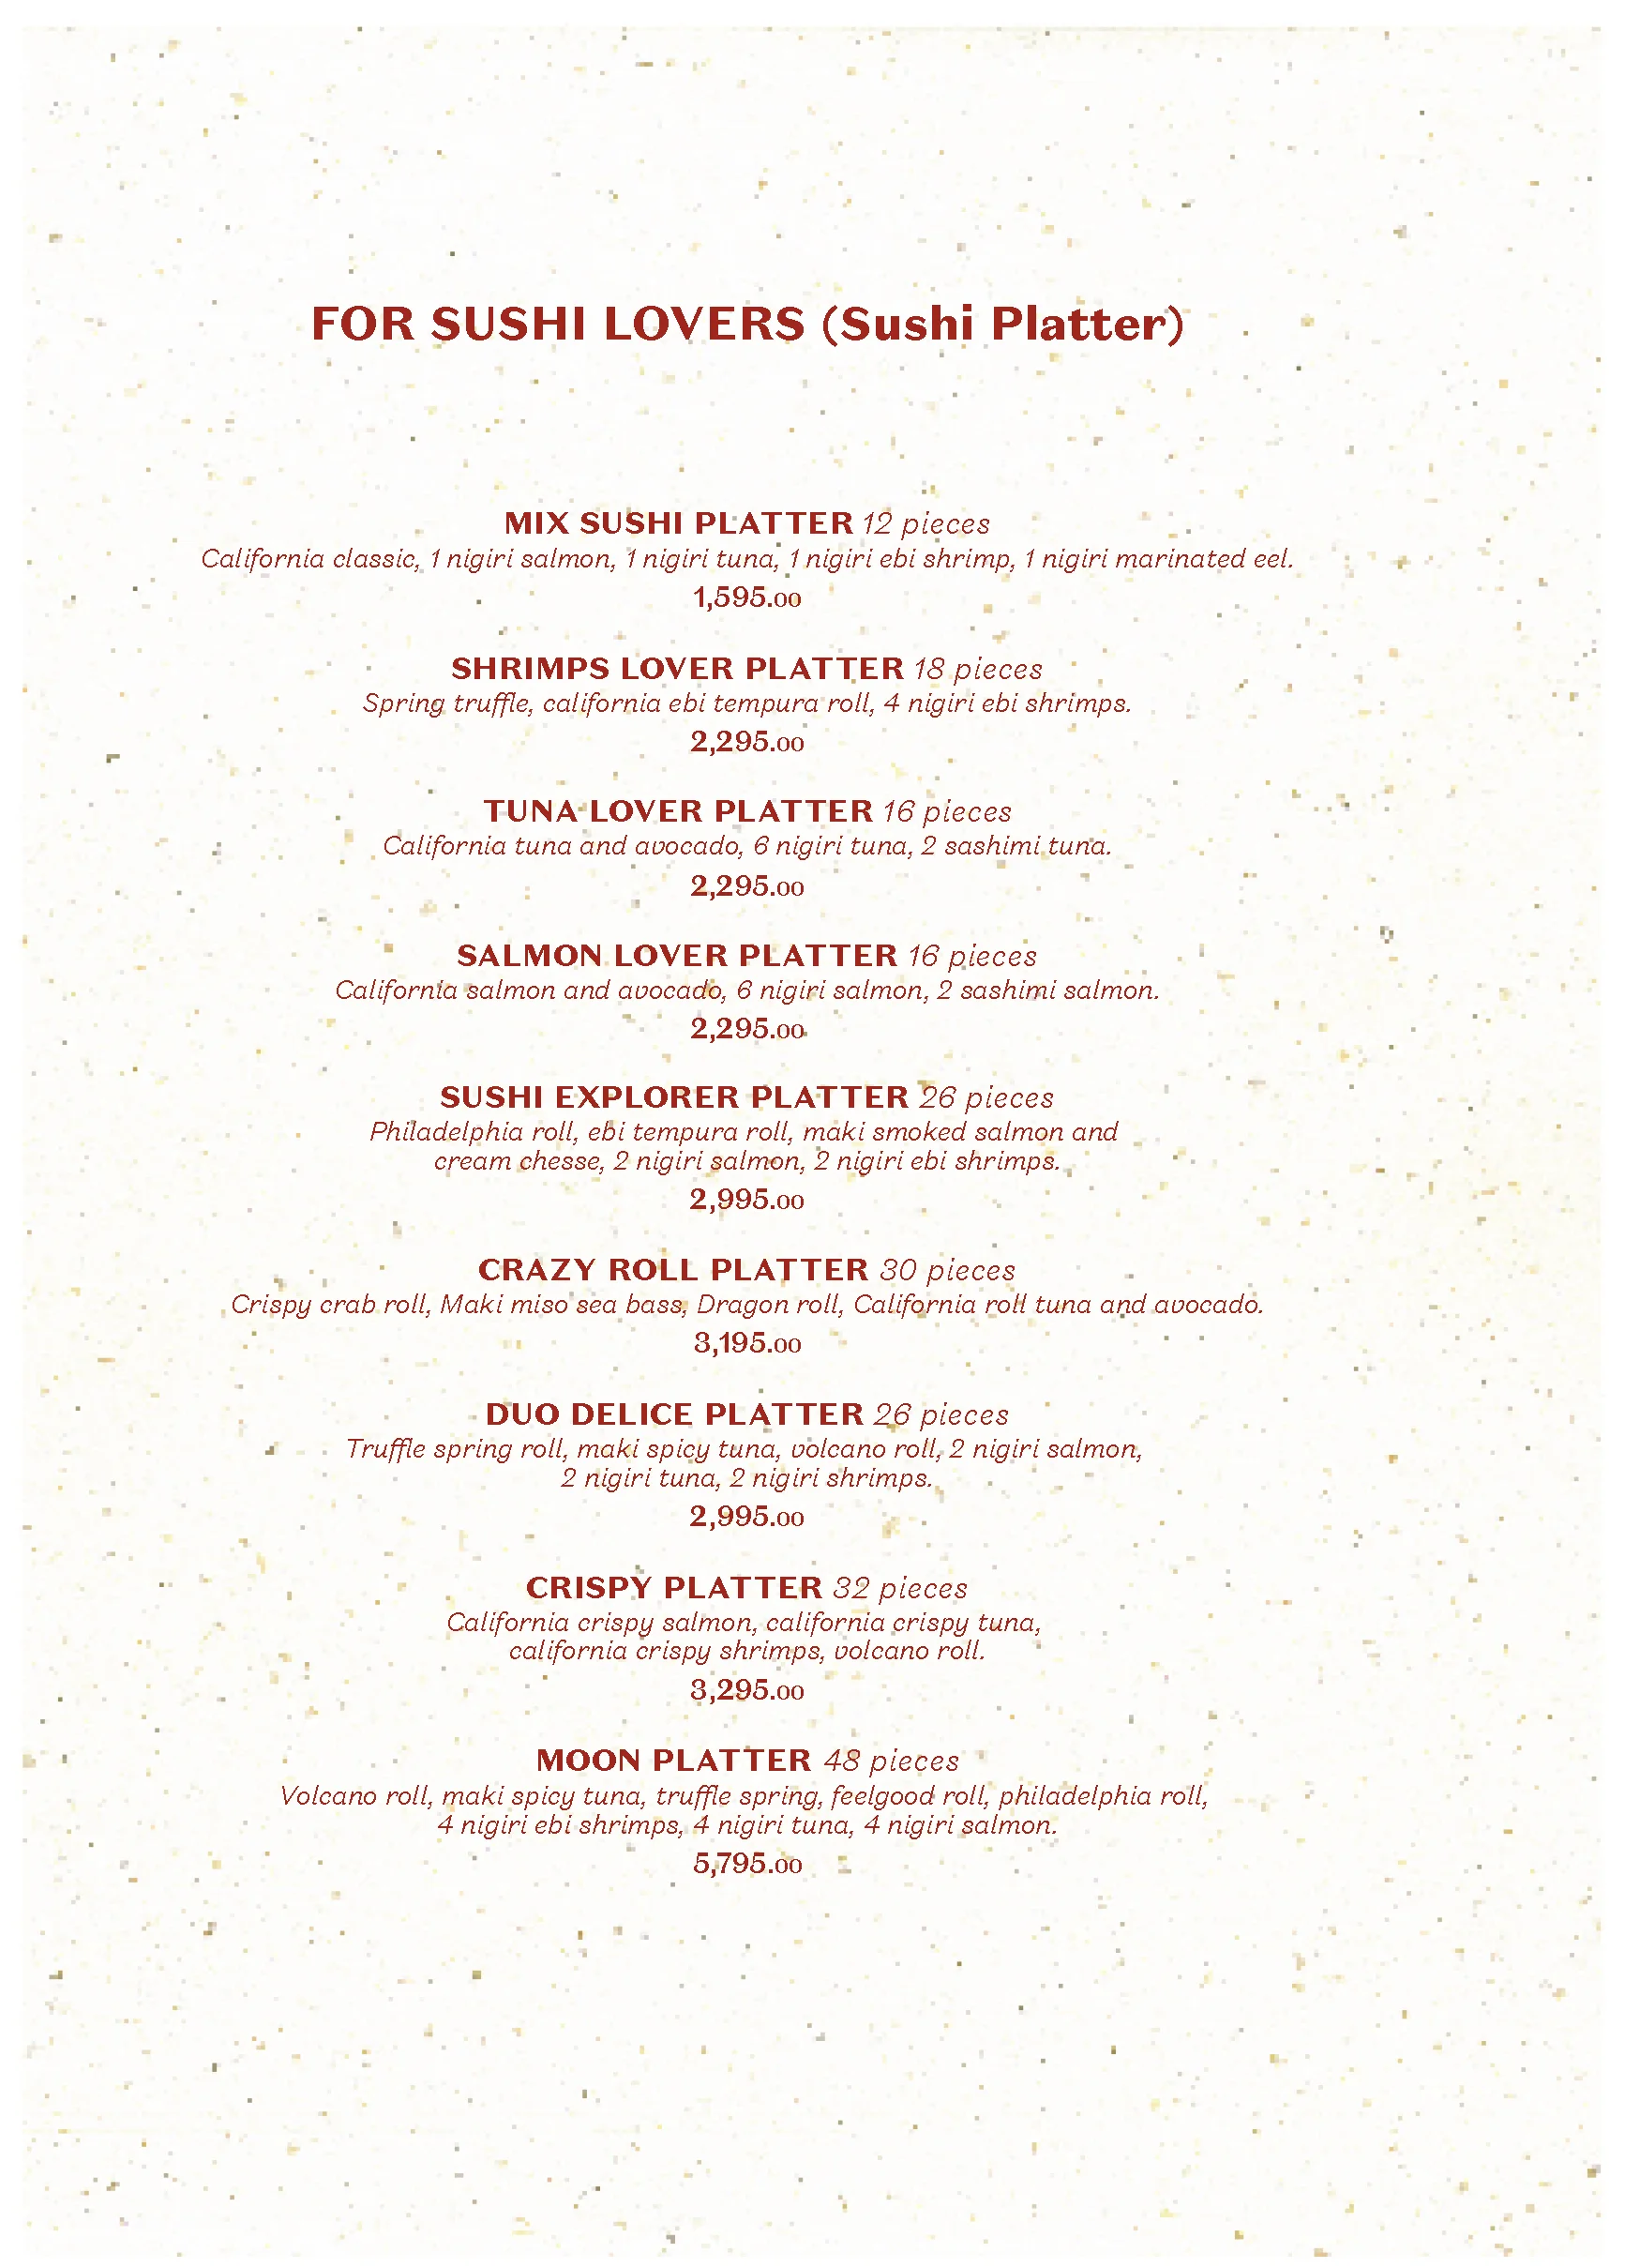 FOR SUSHI LOVERS (Sushi Platter)
MIX SUSHI PLATTER 12 pieces
California classic, 1 nigiri salmon, 1 nigiri tuna, 1 nigiri ebi shrimp, 1 nigiri marinated eel.
1,595.00
SHRIMPS LOVER PLATTER 18 pieces
Spring truffle, california ebi tempura roll, 4 nigiri ebi shrimps.
2,295.00
TUNA LOVER PLATTER 16 pieces
California tuna and avocado, 6 nigiri tuna, 2 sashimi tuna.
2,295.00
SALMON LOVER PLATTER 16 pieces
California salmon and avocado, 6 nigiri salmon, 2 sashimi salmon.
2,295.00
SUSHI EXPLORER PLATTER 26 pieces
Philadelphia roll, ebi tempura roll, maki smoked salmon and
cream chesse, 2 nigiri salmon, 2 nigiri ebi shrimps.
2,995.00
CRAZY ROLL PLATTER 30 pieces
Crispy crab roll, Maki miso sea bass, Dragon roll, California roll tuna and avocado.
3,195.00
DUO DELICE PLATTER 26 pieces
Truffle spring roll, maki spicy tuna, volcano roll, 2 nigiri salmon,
2 nigiri tuna, 2 nigiri shrimps.
2,995.00
CRISPY PLATTER 32 pieces
California crispy salmon, california crispy tuna,
california crispy shrimps, volcano roll.
3,295.00
MOON PLATTER 48 pieces
Volcano roll, maki spicy tuna, truffle spring, feelgood roll, philadelphia roll,
4 nigiri ebi shrimps, 4 nigiri tuna, 4 nigiri salmon.
5,795.00